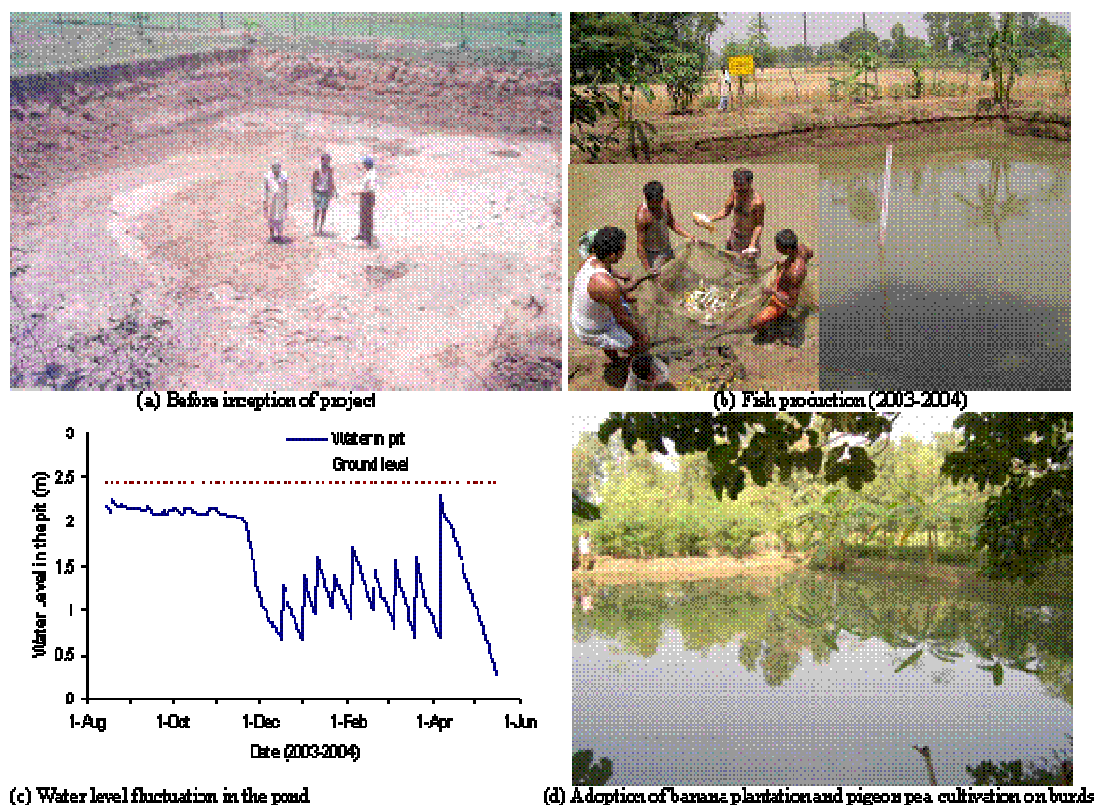 (a) Before inception of project
(b) Fish production (2003-2004)
3
2.5
2
1.5
1
0.5
0
Water Level in the pit (m)
Water in pit
Ground level
1-Aug
1-Oct
1-Dec
1-Feb
1-Apr
1-Jun
Date (2003-2004)
(c) Water level fluctuation in the pond
(d) Adoption of banana plantation and pigeon pea cultivation on bunds